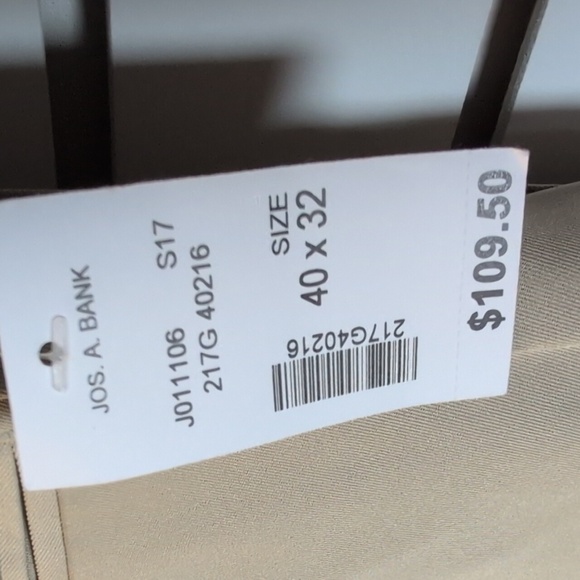 JOS. A. BANK
J011106 S17
217G 40216
SIZE
40 x 32
217G40216
$109.50